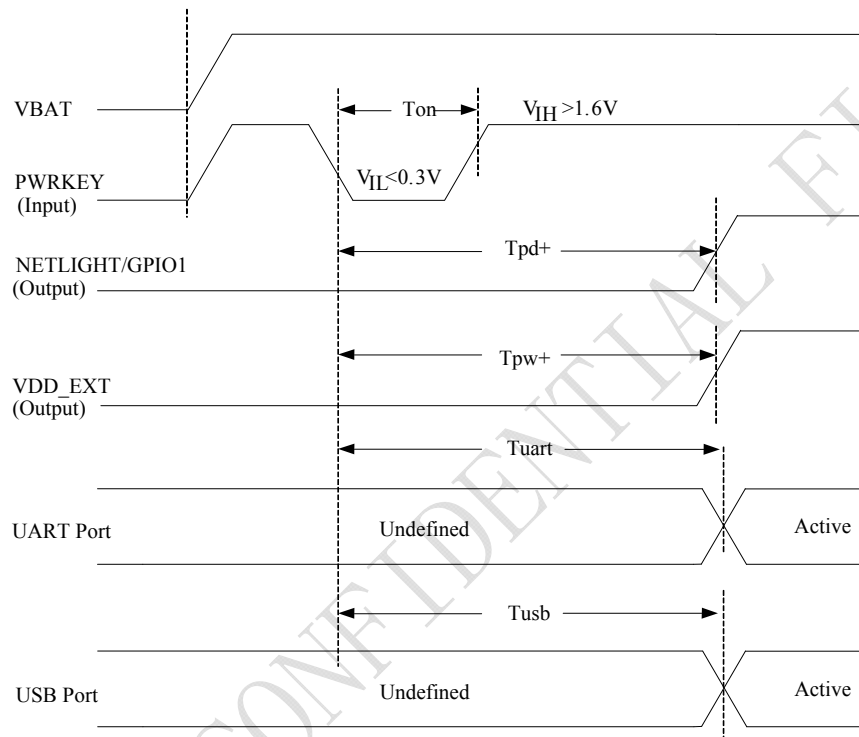 VBAT
Ton
VIH >1.6V
PWRKEY
(Input)
VIL<0.3V
NETLIGHT/GPIO1
(Output)
Tpd+
VDD_EXT
(Output)
Tpw+
Tuart
UART Port
Undefined
Active
Tusb
USB Port
Undefined
Active
CONFIDENTIAL